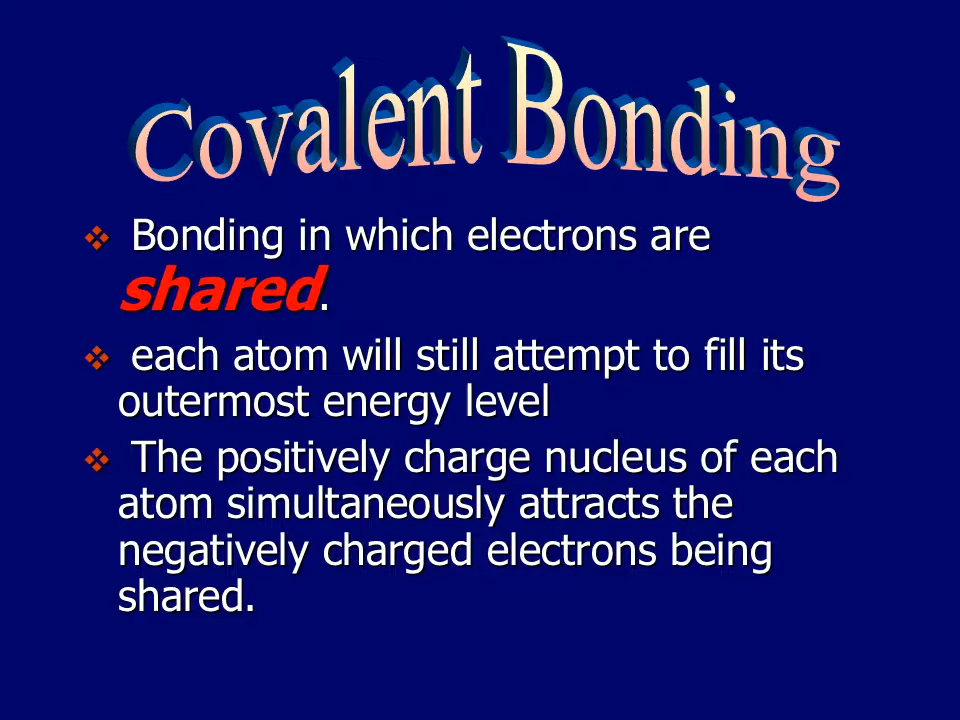 Covalent Bonding
❖ Bonding in which electrons are
shared.
❖ each atom will still attempt to fill its
outermost energy level
❖ The positively charge nucleus of each
atom simultaneously attracts the
negatively charged electrons being
shared.